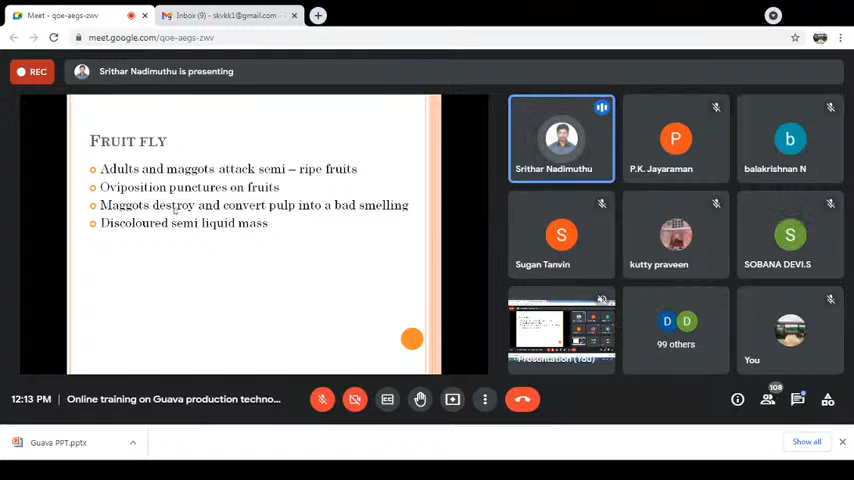 Meet - qoe-aegs-zwv
Inbox (9) - skvkk1@gmail.com -
meet.google.com/qoe-aegs-zwv
REC
Srithar Nadimuthu is presenting
FRUIT FLY
Adults and maggots attack semi – ripe fruits
Oviposition punctures on fruits
Maggots destroy and convert pulp into a bad smelling
Discoloured semi liquid mass
Srithar Nadimuthu
P
P.K. Jayaraman
b
balakrishnan N
S
Sugan Tanvin
kutty praveen
S
SOBANA DEVI.S
Presentation (You)
D D
99 others
You
12:13 PM | Online training on Guava production techno...
CC
108
Guava PPT.pptx
Show all